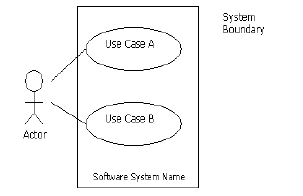 System
Boundary
Use Case A
Use Case B
Actor
Software System Name